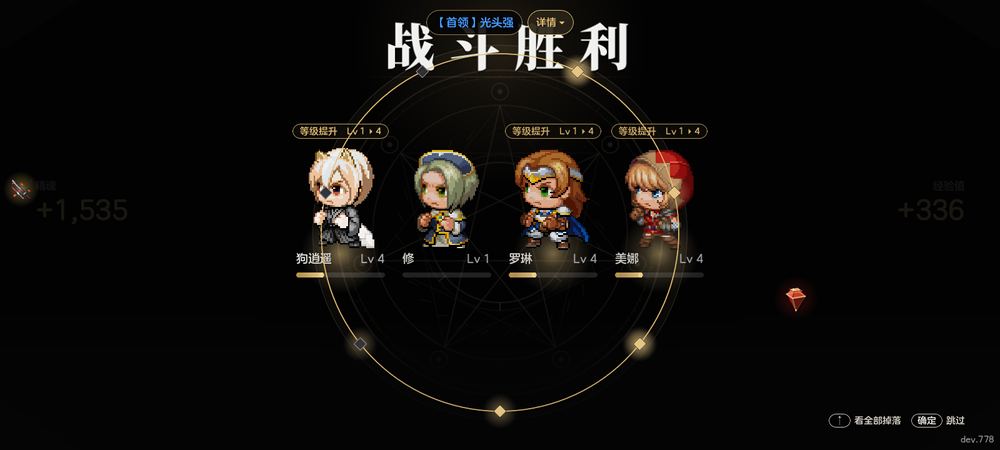 【首领】光头强 详情
战斗胜利
等级提升 Lv 1 4
等级提升 Lv 1 4
等级提升 Lv 1 4
精魂
+1,535
经验值
+336
狗逍遥 Lv 4
修 Lv 1
罗琳 Lv 4
美娜 Lv 4
↑ 看全部掉落 确定 跳过
dev.778